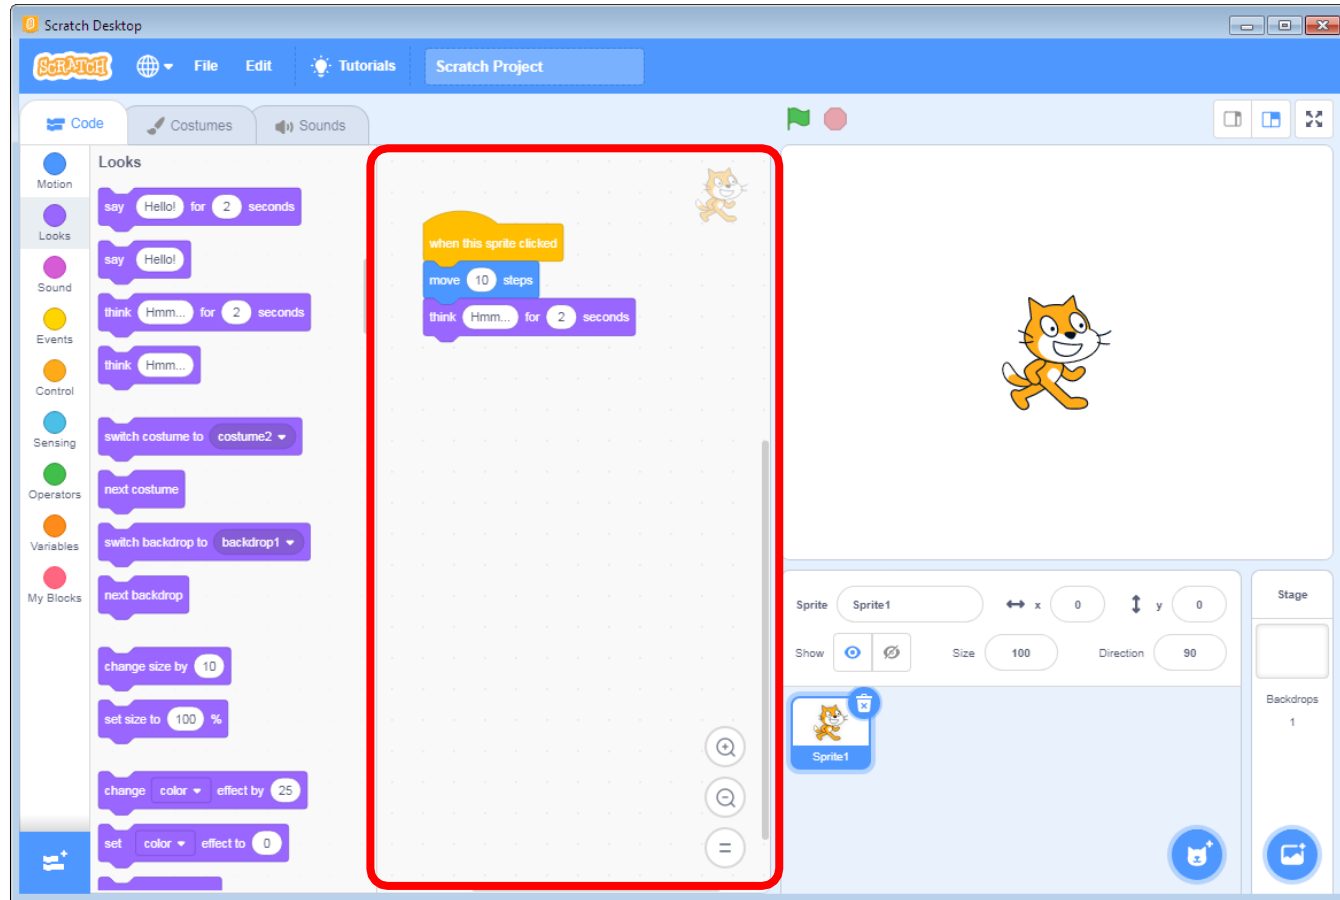 Scratch Desktop
SCRATCH File Edit Tutorials Scratch Project
Code Costumes Sounds
Motion
Looks
Sound
Events
Control
Sensing
Operators
Variables
My Blocks
Looks
say Hello! for 2 seconds
say Hello!
think Hmm... for 2 seconds
think Hmm...
switch costume to costume2
next costume
switch backdrop to backdrop1
next backdrop
change size by 10
set size to 100 %
change color effect by 25
set color effect to 0
when this sprite clicked
move 10 steps
think Hmm... for 2 seconds
Sprite Sprite1 x 0 y 0
Show Size 100 Direction 90
Sprite1
Stage
Backdrops
1